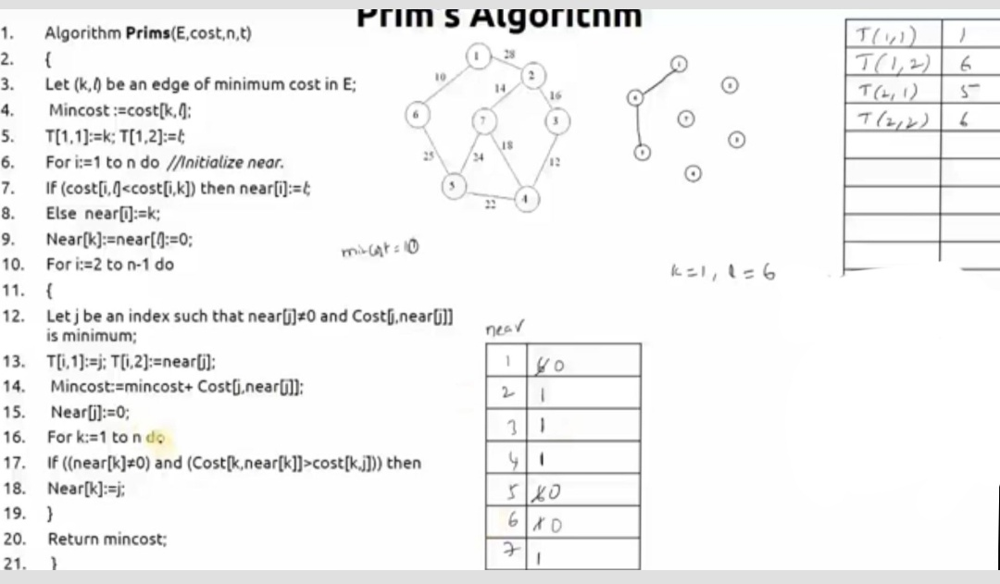 Prim's Algorithm
1. Algorithm Prims(E,cost,n,t)
2. {
3. Let (k,l) be an edge of minimum cost in E;
4. Mincost :=cost[k,l];
5. T[1,1]:=k; T[1,2]:=l;
6. For i:=1 to n do //Initialize near.
7. If (cost[i,l]<cost[i,k]) then near[i]:=l;
8. Else near[i]:=k;
9. Near[k]:=near[l]:=0;
10. For i:=2 to n-1 do
11. {
12. Let j be an index such that near[j]≠0 and Cost[j,near[j]]
is minimum;
13. T[i,1]:=j; T[i,2]:=near[j];
14. Mincost:=mincost+ Cost[j,near[j]];
15. Near[j]:=0;
16. For k:=1 to n do
17. If ((near[k]≠0) and (Cost[k,near[k]]>cost[k,j])) then
18. Near[k]:=j;
19. }
20. Return mincost;
21. }
1
28
10
2
14
16
6
7
3
25
24
18
12
5
22
4
mincost = 10
1
2
6
7
3
5
4
k=1, l=6
T(1,1) 1
T(1,2) 6
T(2,1) 5
T(2,2) 6
near
1 6 0
2 1
3 1
4 1
5 6 0
6 1 0
7 1